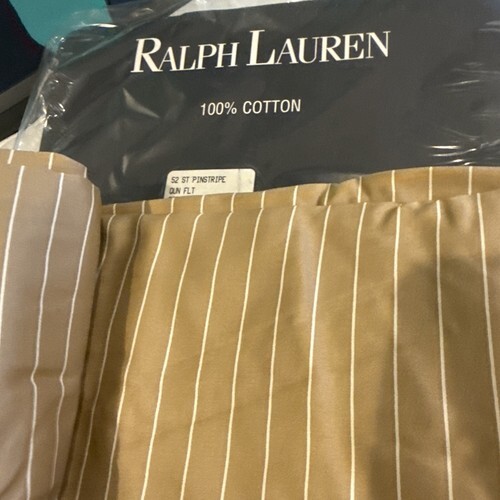 RALPH LAUREN
100% COTTON
52 ST PINSTRIPE
QUN FLT